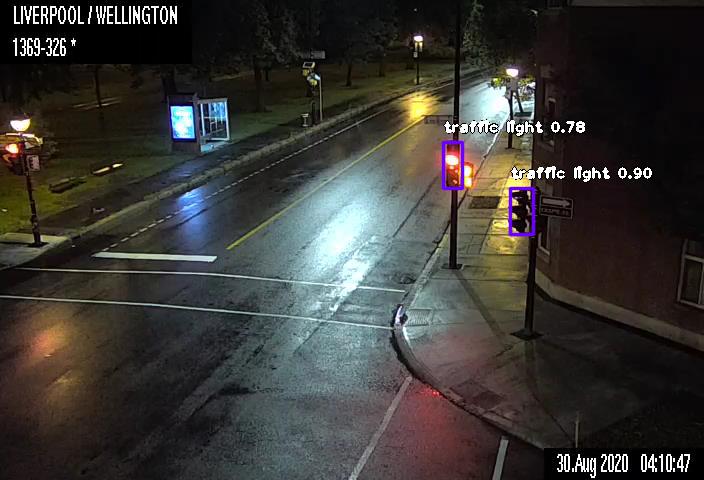 LIVERPOOL / WELLINGTON
1369-326 *
traffic light 0.78
traffic light 0.90
30.Aug 2020 04:10:47